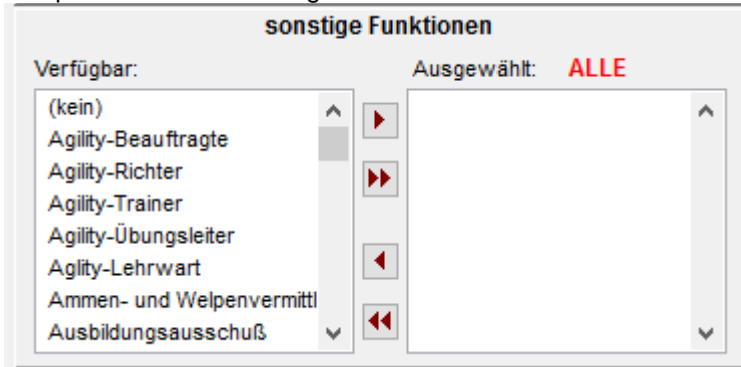 sonstige Funktionen
Verfügbar:
Ausgewählt: ALLE
(kein)
Agility-Beauftragte
Agility-Richter
Agility-Trainer
Agility-Übungsleiter
Aglity-Lehrwart
Ammen- und Welpenvermittl
Ausbildungsausschuß